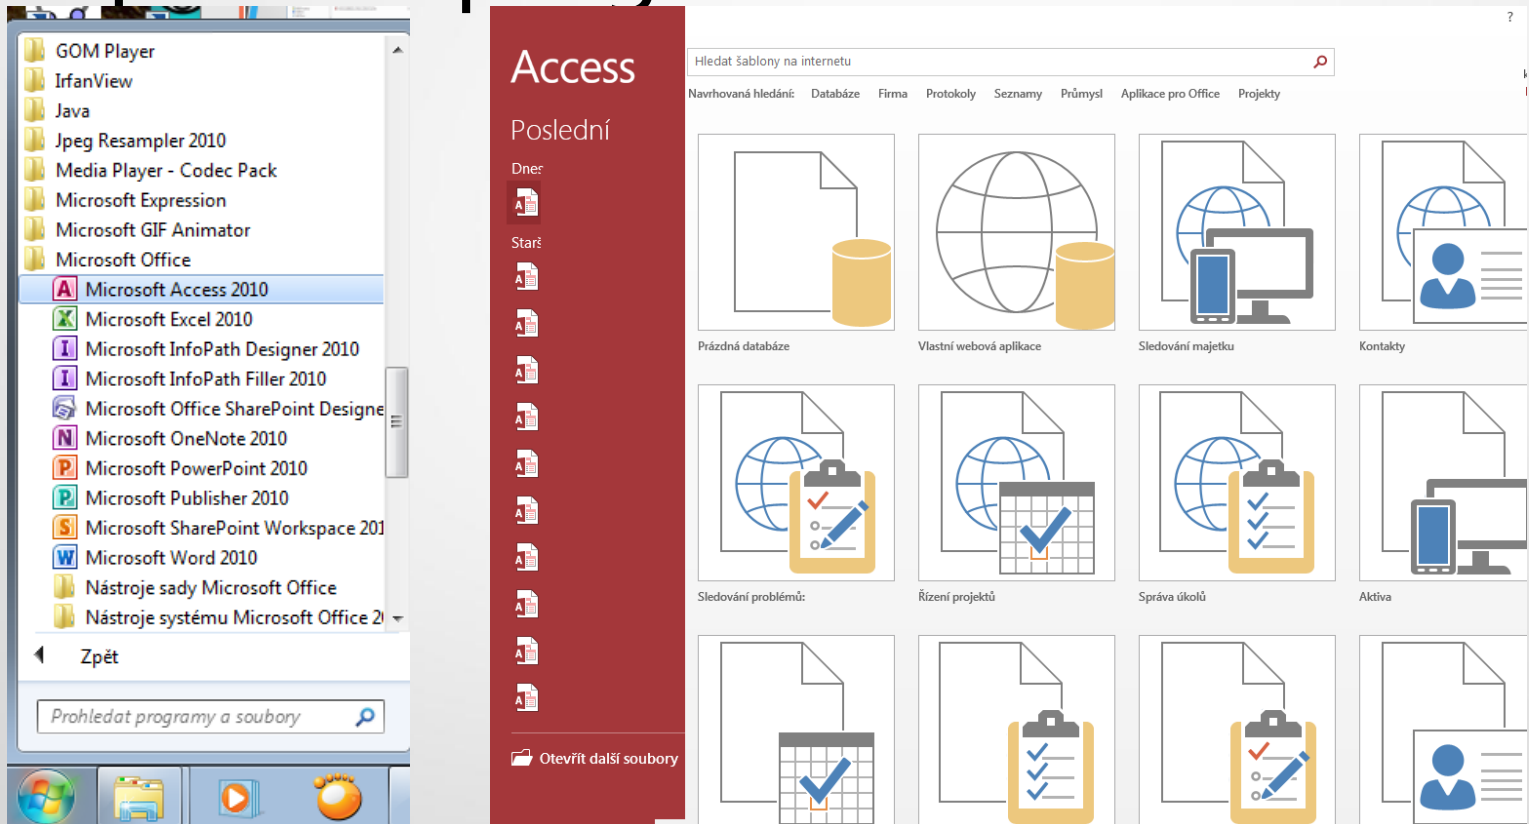 GOM Player
IrfanView
Java
Jpeg Resampler 2010
Media Player - Codec Pack
Microsoft Expression
Microsoft GIF Animator
Microsoft Office
Microsoft Access 2010
Microsoft Excel 2010
Microsoft InfoPath Designer 2010
Microsoft InfoPath Filler 2010
Microsoft Office SharePoint Designe
Microsoft OneNote 2010
Microsoft PowerPoint 2010
Microsoft Publisher 2010
Microsoft SharePoint Workspace 201
Microsoft Word 2010
Nástroje sady Microsoft Office
Nástroje systému Microsoft Office 2
Zpět
Prohledat programy a soubory
Access
Poslední
Dnes
Starš
Otevřít další soubory
?
Hledat šablony na internetu
Navrhovaná hledání: Databáze Firma Protokoly Seznamy Průmysl Aplikace pro Office Projekty
Prázdná databáze
Vlastní webová aplikace
Sledování majetku
Kontakty
Sledování problémů:
Řízení projektů
Správa úkolů
Aktiva